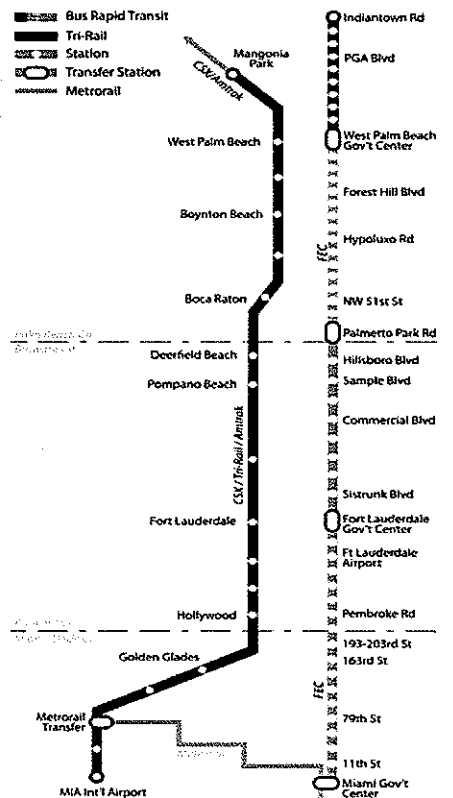 Bus Rapid Transit
Tri-Rail
Station
Transfer Station
Metrorail
Mangonia
Park
CSX/Amtrak
West Palm Beach
Boynton Beach
Boca Raton
Deerfield Beach
Pompano Beach
CSX / Tri-Rail / Amtrak
Fort Lauderdale
Hollywood
Golden Glades
Metrorail
Transfer
MIA Int'l Airport
Indiantown Rd
PGA Blvd
West Palm Beach
Gov't Center
Forest Hill Blvd
Hypoluxo Rd
FEC
NW 51st St
Palmetto Park Rd
Hillsboro Blvd
Sample Blvd
Commercial Blvd
Sistrunk Blvd
Fort Lauderdale
Gov't Center
Ft Lauderdale
Airport
Pembroke Rd
193-203rd St
163rd St
FEC
79th St
11th St
Miami Gov't
Center